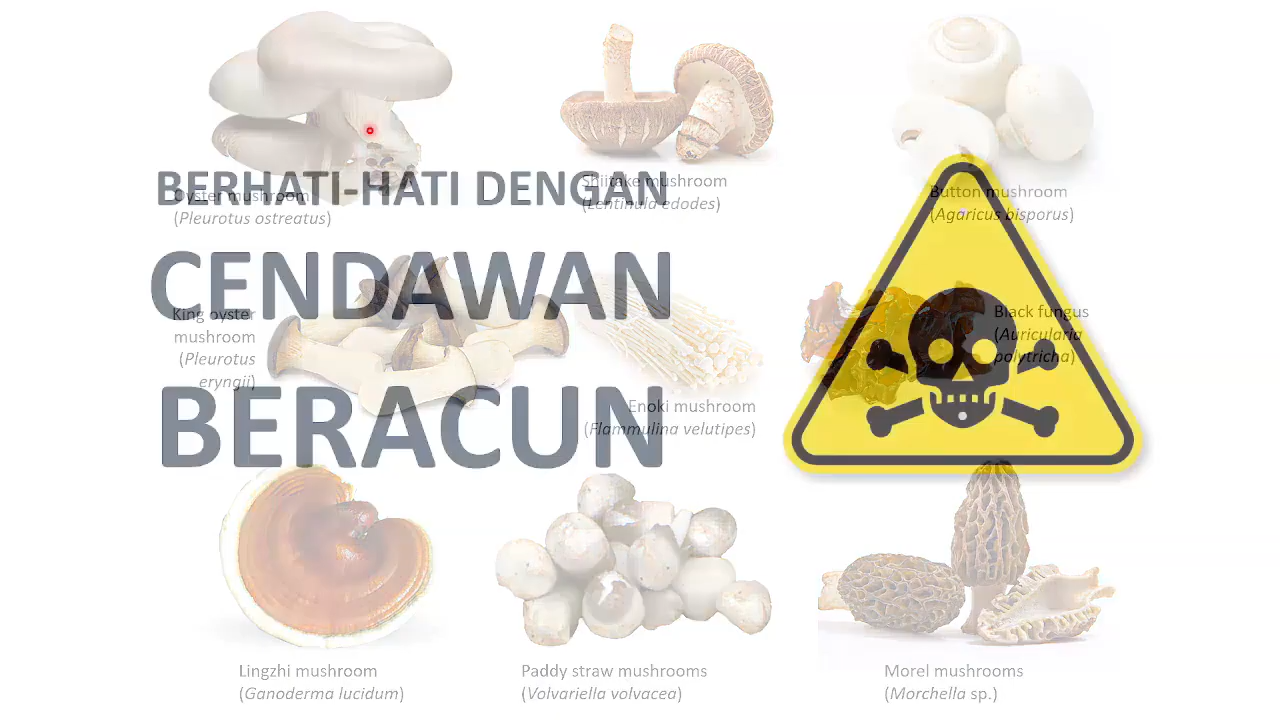 Oyster mushroom
(Pleurotus ostreatus)
Shiitake mushroom
(Lentinula edodes)
Button mushroom
(Agaricus bisporus)
BERHATI-HATI DENGAN
CENDAWAN
BERACUN
King oyster
mushroom
(Pleurotus
eryngii)
Enoki mushroom
(Flammulina velutipes)
Black fungus
(Auricularia
polytricha)
Lingzhi mushroom
(Ganoderma lucidum)
Paddy straw mushrooms
(Volvariella volvacea)
Morel mushrooms
(Morchella sp.)